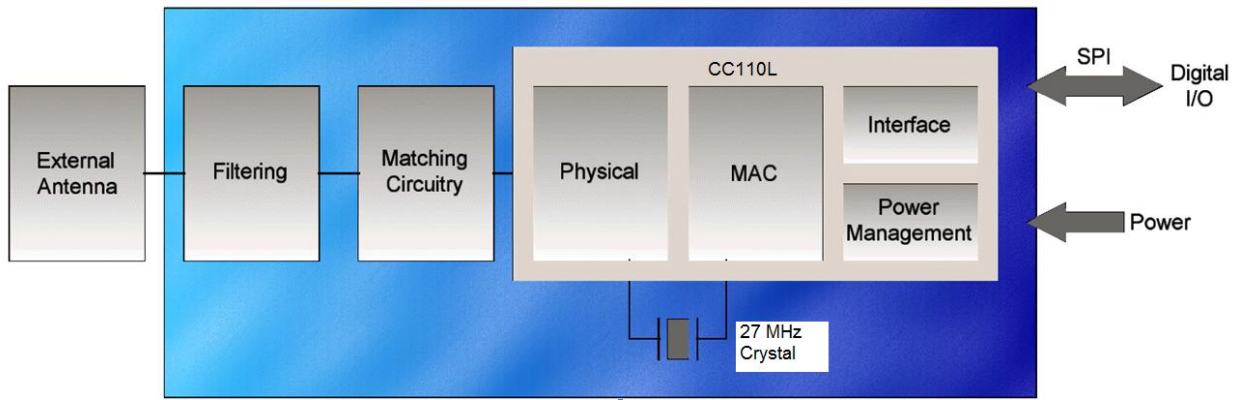 CC110L
SPI
Digital
I/O
External
Antenna
Filtering
Matching
Circuitry
Physical
MAC
Interface
Power
Management
Power
27 MHz
Crystal